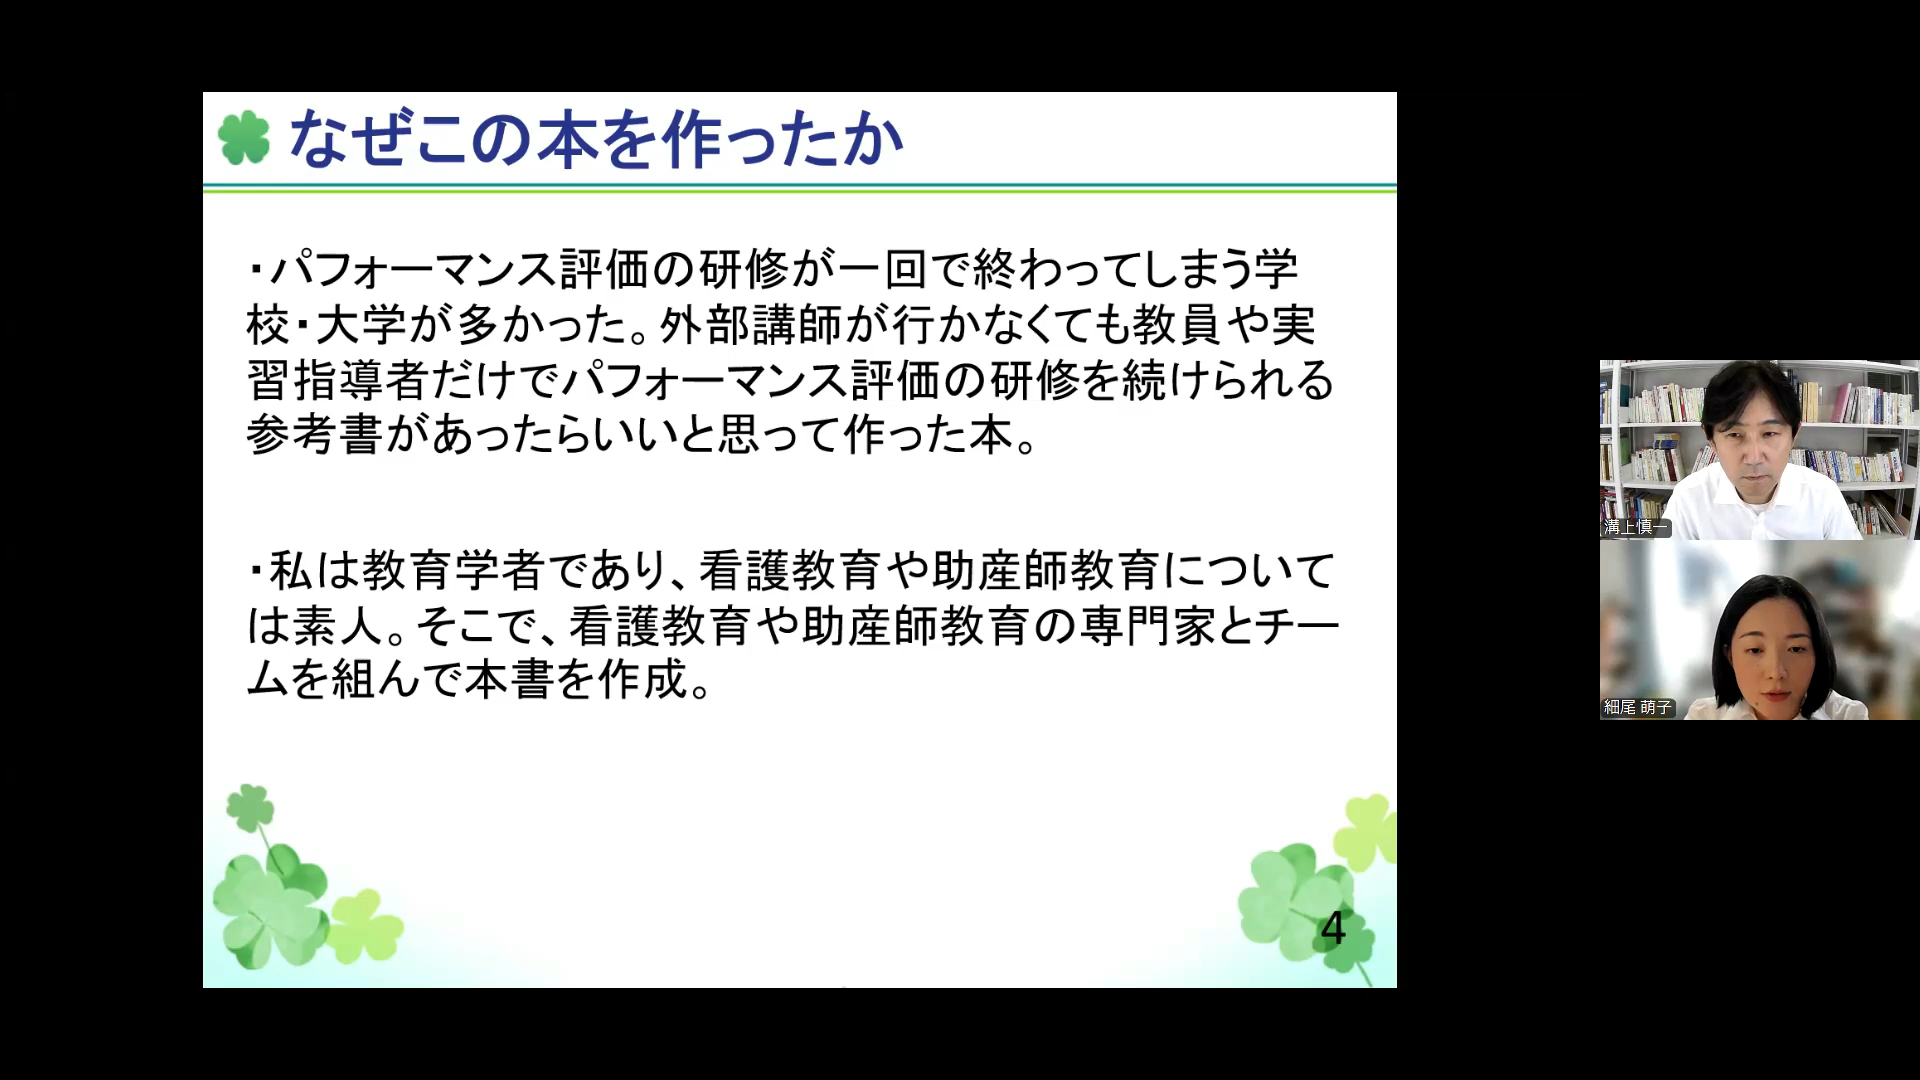 なぜこの本を作ったか
・パフォーマンス評価の研修が一回で終わってしまう学
校・大学が多かった。外部講師が行かなくても教員や実
習指導者だけでパフォーマンス評価の研修を続けられる
参考書があったらいいと思って作った本。
・私は教育学者であり、看護教育や助産師教育について
は素人。そこで、看護教育や助産師教育の専門家とチー
ムを組んで本書を作成。
4
溝上慎一
細尾 萌子